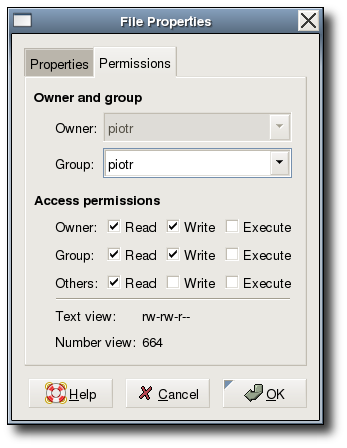 File Properties
Properties Permissions
Owner and group
Owner: piotr
Group: piotr
Access permissions
Owner: Read Write Execute
Group: Read Write Execute
Others: Read Write Execute
Text view: rw-rw-r--
Number view: 664
Help Cancel OK